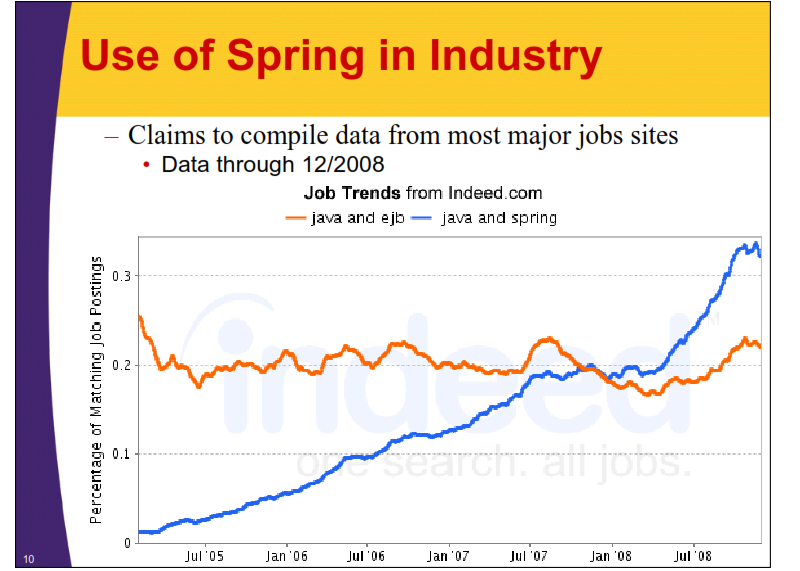 Use of Spring in Industry
– Claims to compile data from most major jobs sites
• Data through 12/2008
Job Trends from Indeed.com
java and ejb java and spring
Percentage of Matching Job Postings
0.3
0.2
0.1
0
indeed™
one search. all jobs.
Jul '05 Jan '06 Jul '06 Jan '07 Jul '07 Jan '08 Jul '08
10